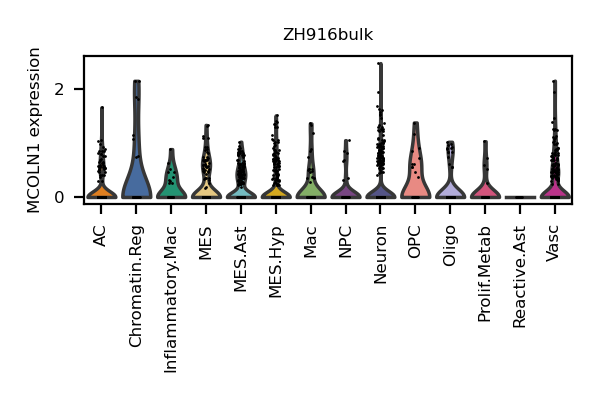 ZH916bulk
MCOLN1 expression
2
0
AC
Chromatin.Reg
Inflammatory.Mac
MES
MES.Ast
MES.Hyp
Mac
NPC
Neuron
OPC
Oligo
Prolif.Metab
Reactive.Ast
Vasc